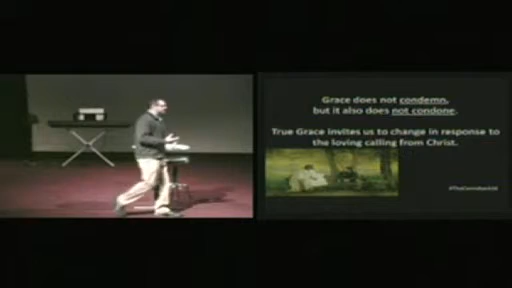 Grace does not condemn,
but it also does not condone.
True Grace invites us to change in response to
the loving calling from Christ.